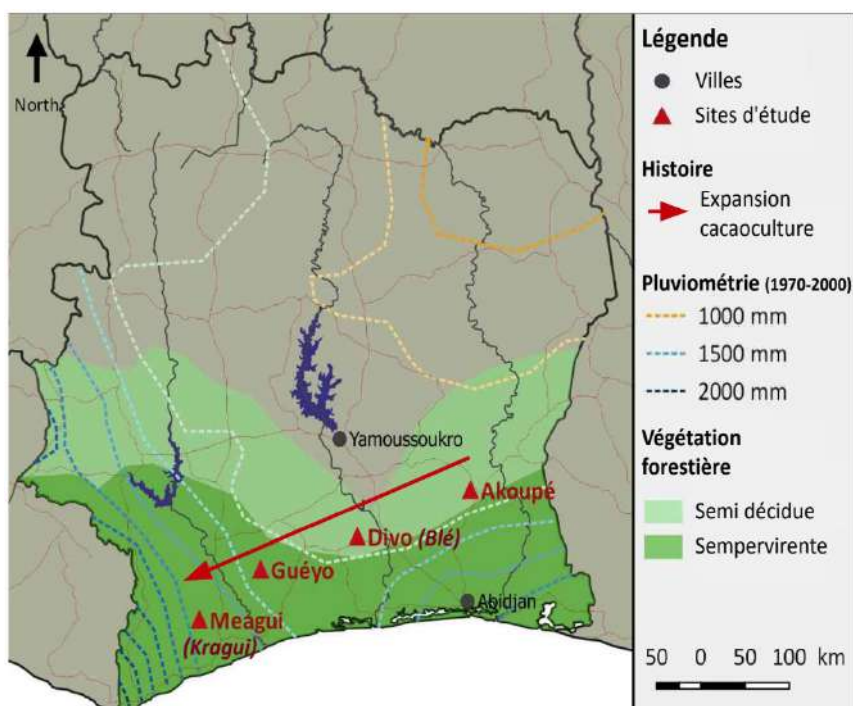 North
Yamoussoukro
Akoupé
Divo (Blé)
Guéyo
Abidjan
Meagui
(Kragui)
Légende
Villes
Sites d'étude
Histoire
Expansion
cacaoculture
Pluviométrie (1970-2000)
1000 mm
1500 mm
2000 mm
Végétation
forestière
Semi décidue
Sempervirente
50 0 50 100 km